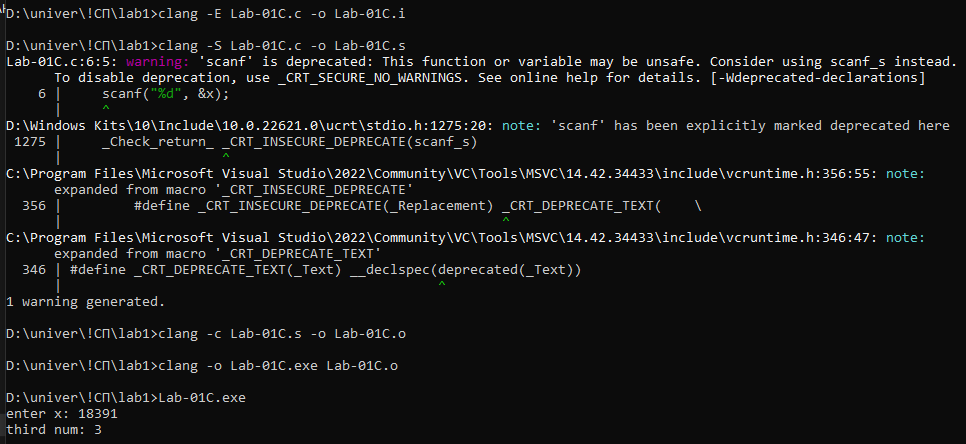 D:\univer\!СП\lab1>clang -E Lab-01C.c -o Lab-01C.i
D:\univer\!СП\lab1>clang -S Lab-01C.c -o Lab-01C.s
Lab-01C.c:6:5: warning: 'scanf' is deprecated: This function or variable may be unsafe. Consider using scanf_s instead.
      To disable deprecation, use _CRT_SECURE_NO_WARNINGS. See online help for details. [-Wdeprecated-declarations]
    6 |     scanf("%d", &x);
      |     ^
D:\Windows Kits\10\Include\10.0.22621.0\ucrt\stdio.h:1275:20: note: 'scanf' has been explicitly marked deprecated here
 1275 |     _Check_return_ _CRT_INSECURE_DEPRECATE(scanf_s)
      |                    ^
C:\Program Files\Microsoft Visual Studio\2022\Community\VC\Tools\MSVC\14.42.34433\include\vcruntime.h:356:55: note:
      expanded from macro '_CRT_INSECURE_DEPRECATE'
  356 |         #define _CRT_INSECURE_DEPRECATE(_Replacement) _CRT_DEPRECATE_TEXT(    \
      |                                                       ^
C:\Program Files\Microsoft Visual Studio\2022\Community\VC\Tools\MSVC\14.42.34433\include\vcruntime.h:346:47: note:
      expanded from macro '_CRT_DEPRECATE_TEXT'
  346 | #define _CRT_DEPRECATE_TEXT(_Text) __declspec(deprecated(_Text))
      |                                               ^
1 warning generated.
D:\univer\!СП\lab1>clang -c Lab-01C.s -o Lab-01C.o
D:\univer\!СП\lab1>clang -o Lab-01C.exe Lab-01C.o
D:\univer\!СП\lab1>Lab-01C.exe
enter x: 18391
third num: 3